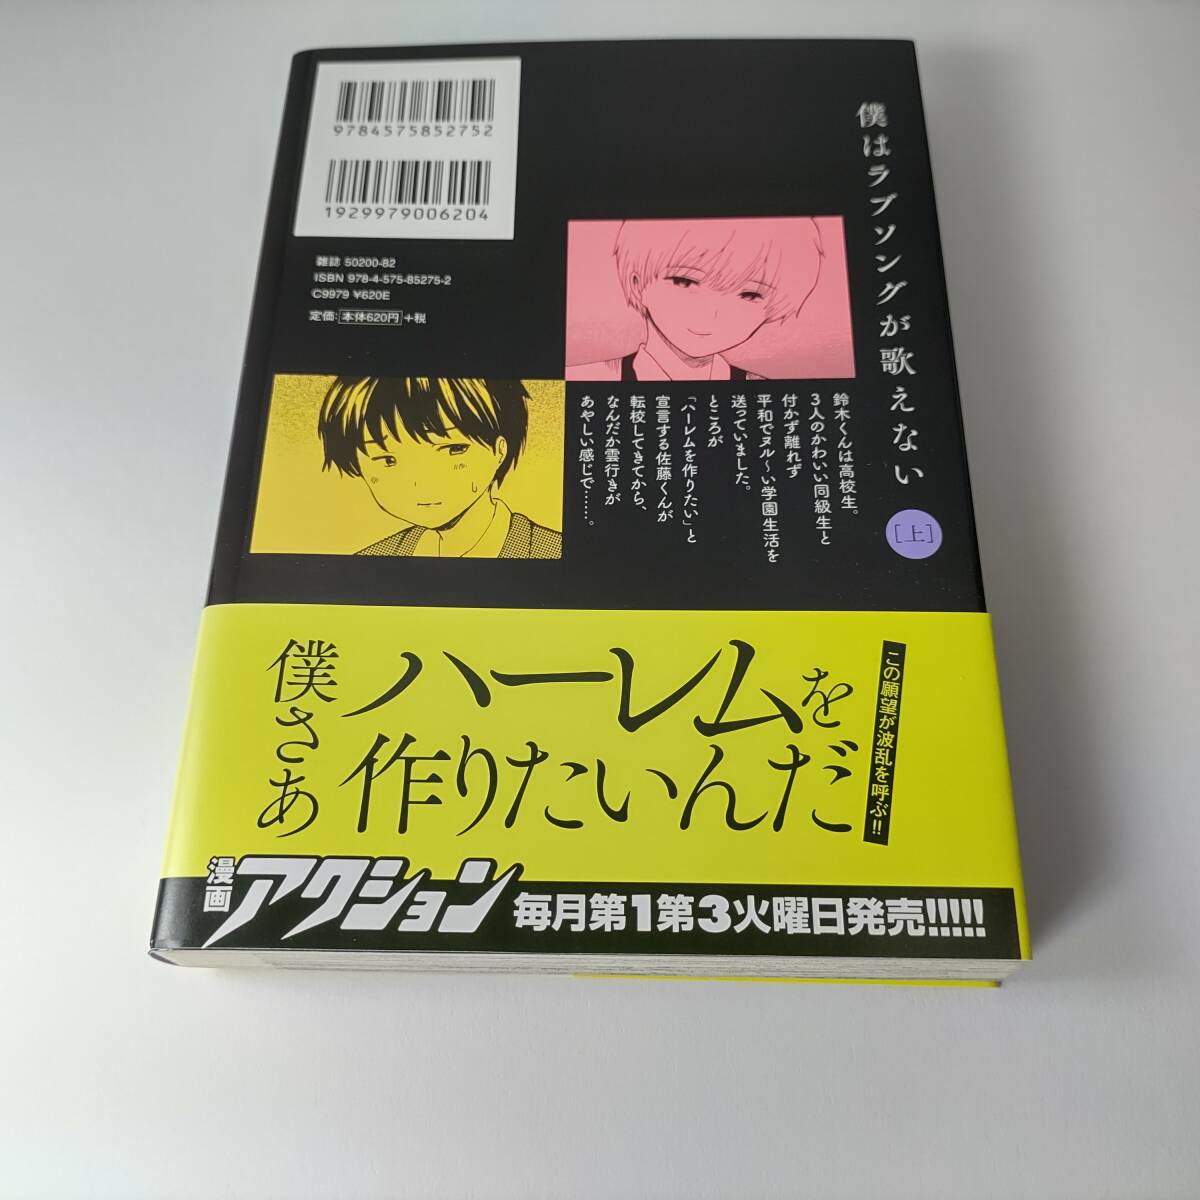 9784575852752
1929979006204
雑誌 50200-82
ISBN 978-4-575-85275-2
C9979 ¥620E
定価:本体620円+税
僕はラブソングが歌えない
[上]
鈴木くんは高校生。
3人のかわいい同級生と
付かず離れず
平和でヌル〜い学園生活を
送っていました。
ところが
「ハーレムを作りたい」と
宣言する佐藤くんが
転校してきてから、
なんだか雲行きが
あやしい感じで……。
この願望が波乱を呼ぶ!!
僕さあ
ハーレムを
作りたいんだ
漫画アクション 毎月第1第3火曜日発売!!!!!